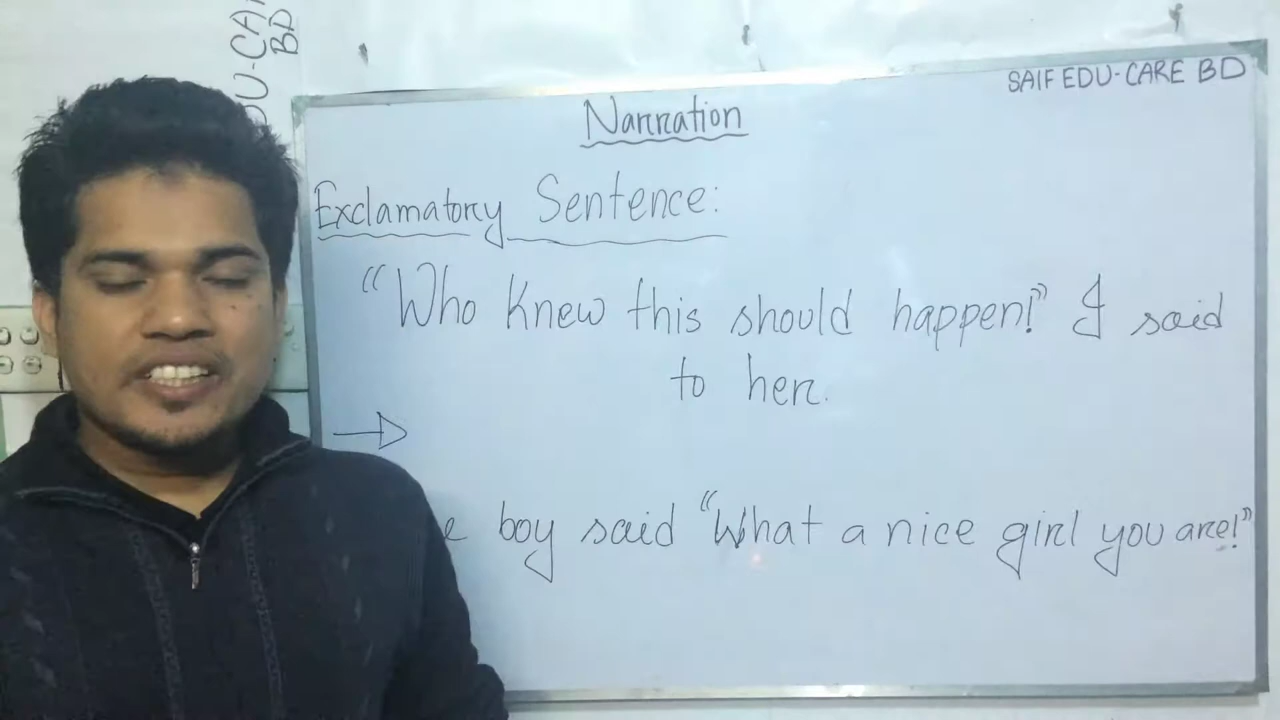 SAIF EDU-CARE BD
Narration
Exclamatory Sentence:
“Who knew this should happen!” I said
to her.
boy said “What a nice girl you are!”